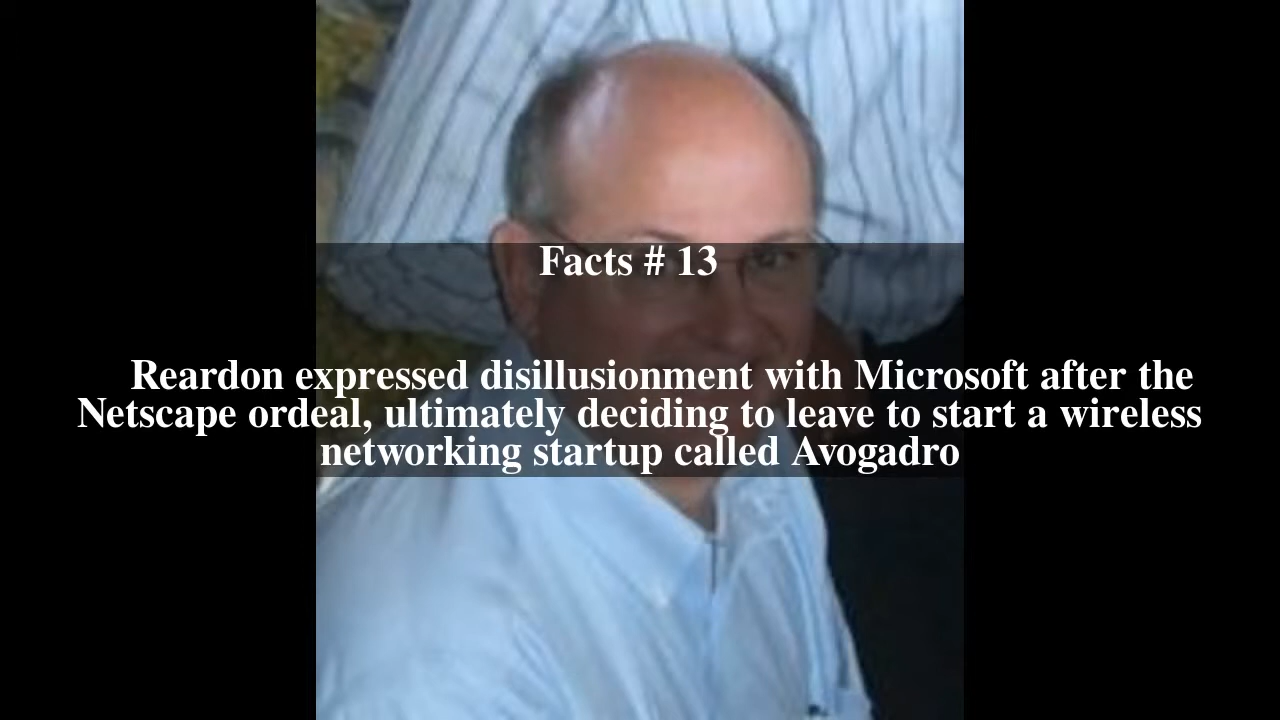 Facts # 13
Reardon expressed disillusionment with Microsoft after the
Netscape ordeal, ultimately deciding to leave to start a wireless
networking startup called Avogadro